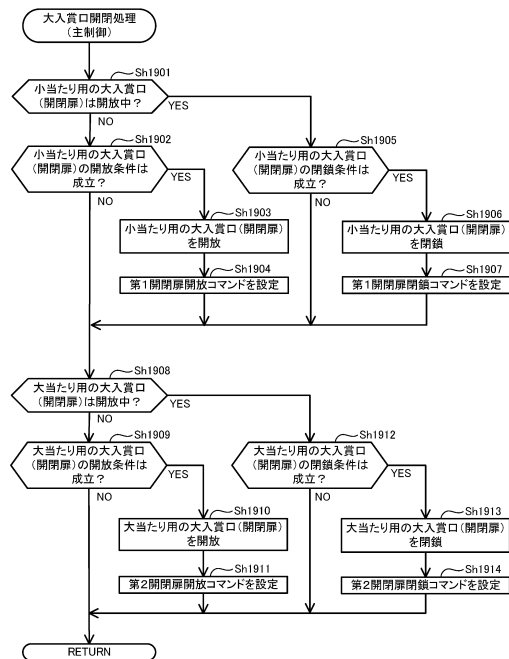 大入賞口開閉処理
(主制御)
Sh1901
小当たり用の大入賞口
(開閉扉)は開放中?
YES
NO
Sh1902
小当たり用の大入賞口
(開閉扉)の開放条件は
成立?
YES
NO
Sh1905
小当たり用の大入賞口
(開閉扉)の閉鎖条件は
成立?
YES
NO
Sh1903
小当たり用の大入賞口(開閉扉)
を開放
Sh1904
第1開閉扉開放コマンドを設定
Sh1906
小当たり用の大入賞口(開閉扉)
を閉鎖
Sh1907
第1開閉扉閉鎖コマンドを設定
Sh1908
大当たり用の大入賞口
(開閉扉)は開放中?
YES
NO
Sh1909
大当たり用の大入賞口
(開閉扉)の開放条件は
成立?
YES
NO
Sh1912
大当たり用の大入賞口
(開閉扉)の閉鎖条件は
成立?
YES
NO
Sh1910
大当たり用の大入賞口(開閉扉)
を開放
Sh1911
第2開閉扉開放コマンドを設定
Sh1913
大当たり用の大入賞口(開閉扉)
を閉鎖
Sh1914
第2開閉扉閉鎖コマンドを設定
RETURN